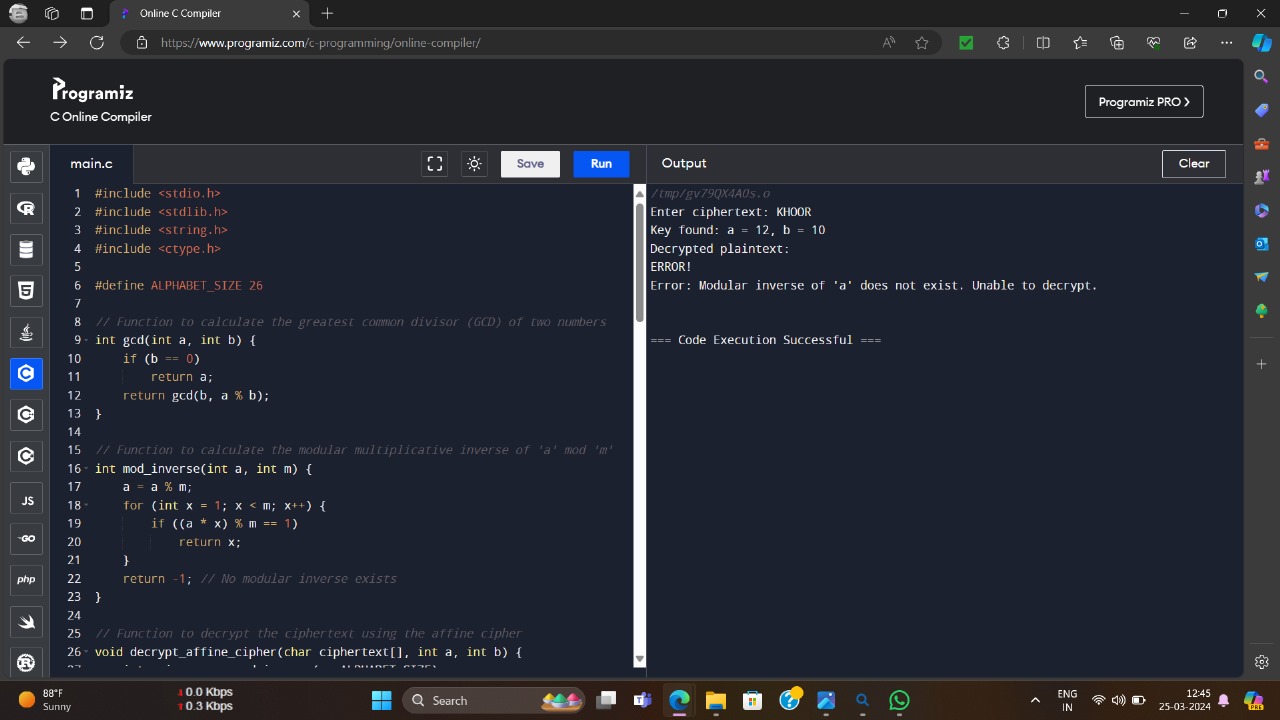 Online C Compiler
https://www.programiz.com/c-programming/online-compiler/
Programiz
C Online Compiler
Programiz PRO ❯
main.c
Save
Run
Output
Clear
1 #include <stdio.h>
2 #include <stdlib.h>
3 #include <string.h>
4 #include <ctype.h>
5
6 #define ALPHABET_SIZE 26
7
8 // Function to calculate the greatest common divisor (GCD) of two numbers
9 int gcd(int a, int b) {
10 if (b == 0)
11 return a;
12 return gcd(b, a % b);
13 }
14
15 // Function to calculate the modular multiplicative inverse of 'a' mod 'm'
16 int mod_inverse(int a, int m) {
17 a = a % m;
18 for (int x = 1; x < m; x++) {
19 if ((a * x) % m == 1)
20 return x;
21 }
22 return -1; // No modular inverse exists
23 }
24
25 // Function to decrypt the ciphertext using the affine cipher
26 void decrypt_affine_cipher(char ciphertext[], int a, int b) {
/tmp/gv79QX4A0s.o
Enter ciphertext: KHOOR
Key found: a = 12, b = 10
Decrypted plaintext:
ERROR!
Error: Modular inverse of 'a' does not exist. Unable to decrypt.
=== Code Execution Successful ===
JS
GO
php
88°F
Sunny
0.0 Kbps
0.3 Kbps
Search
ENG
IN
12:45
25-03-2024